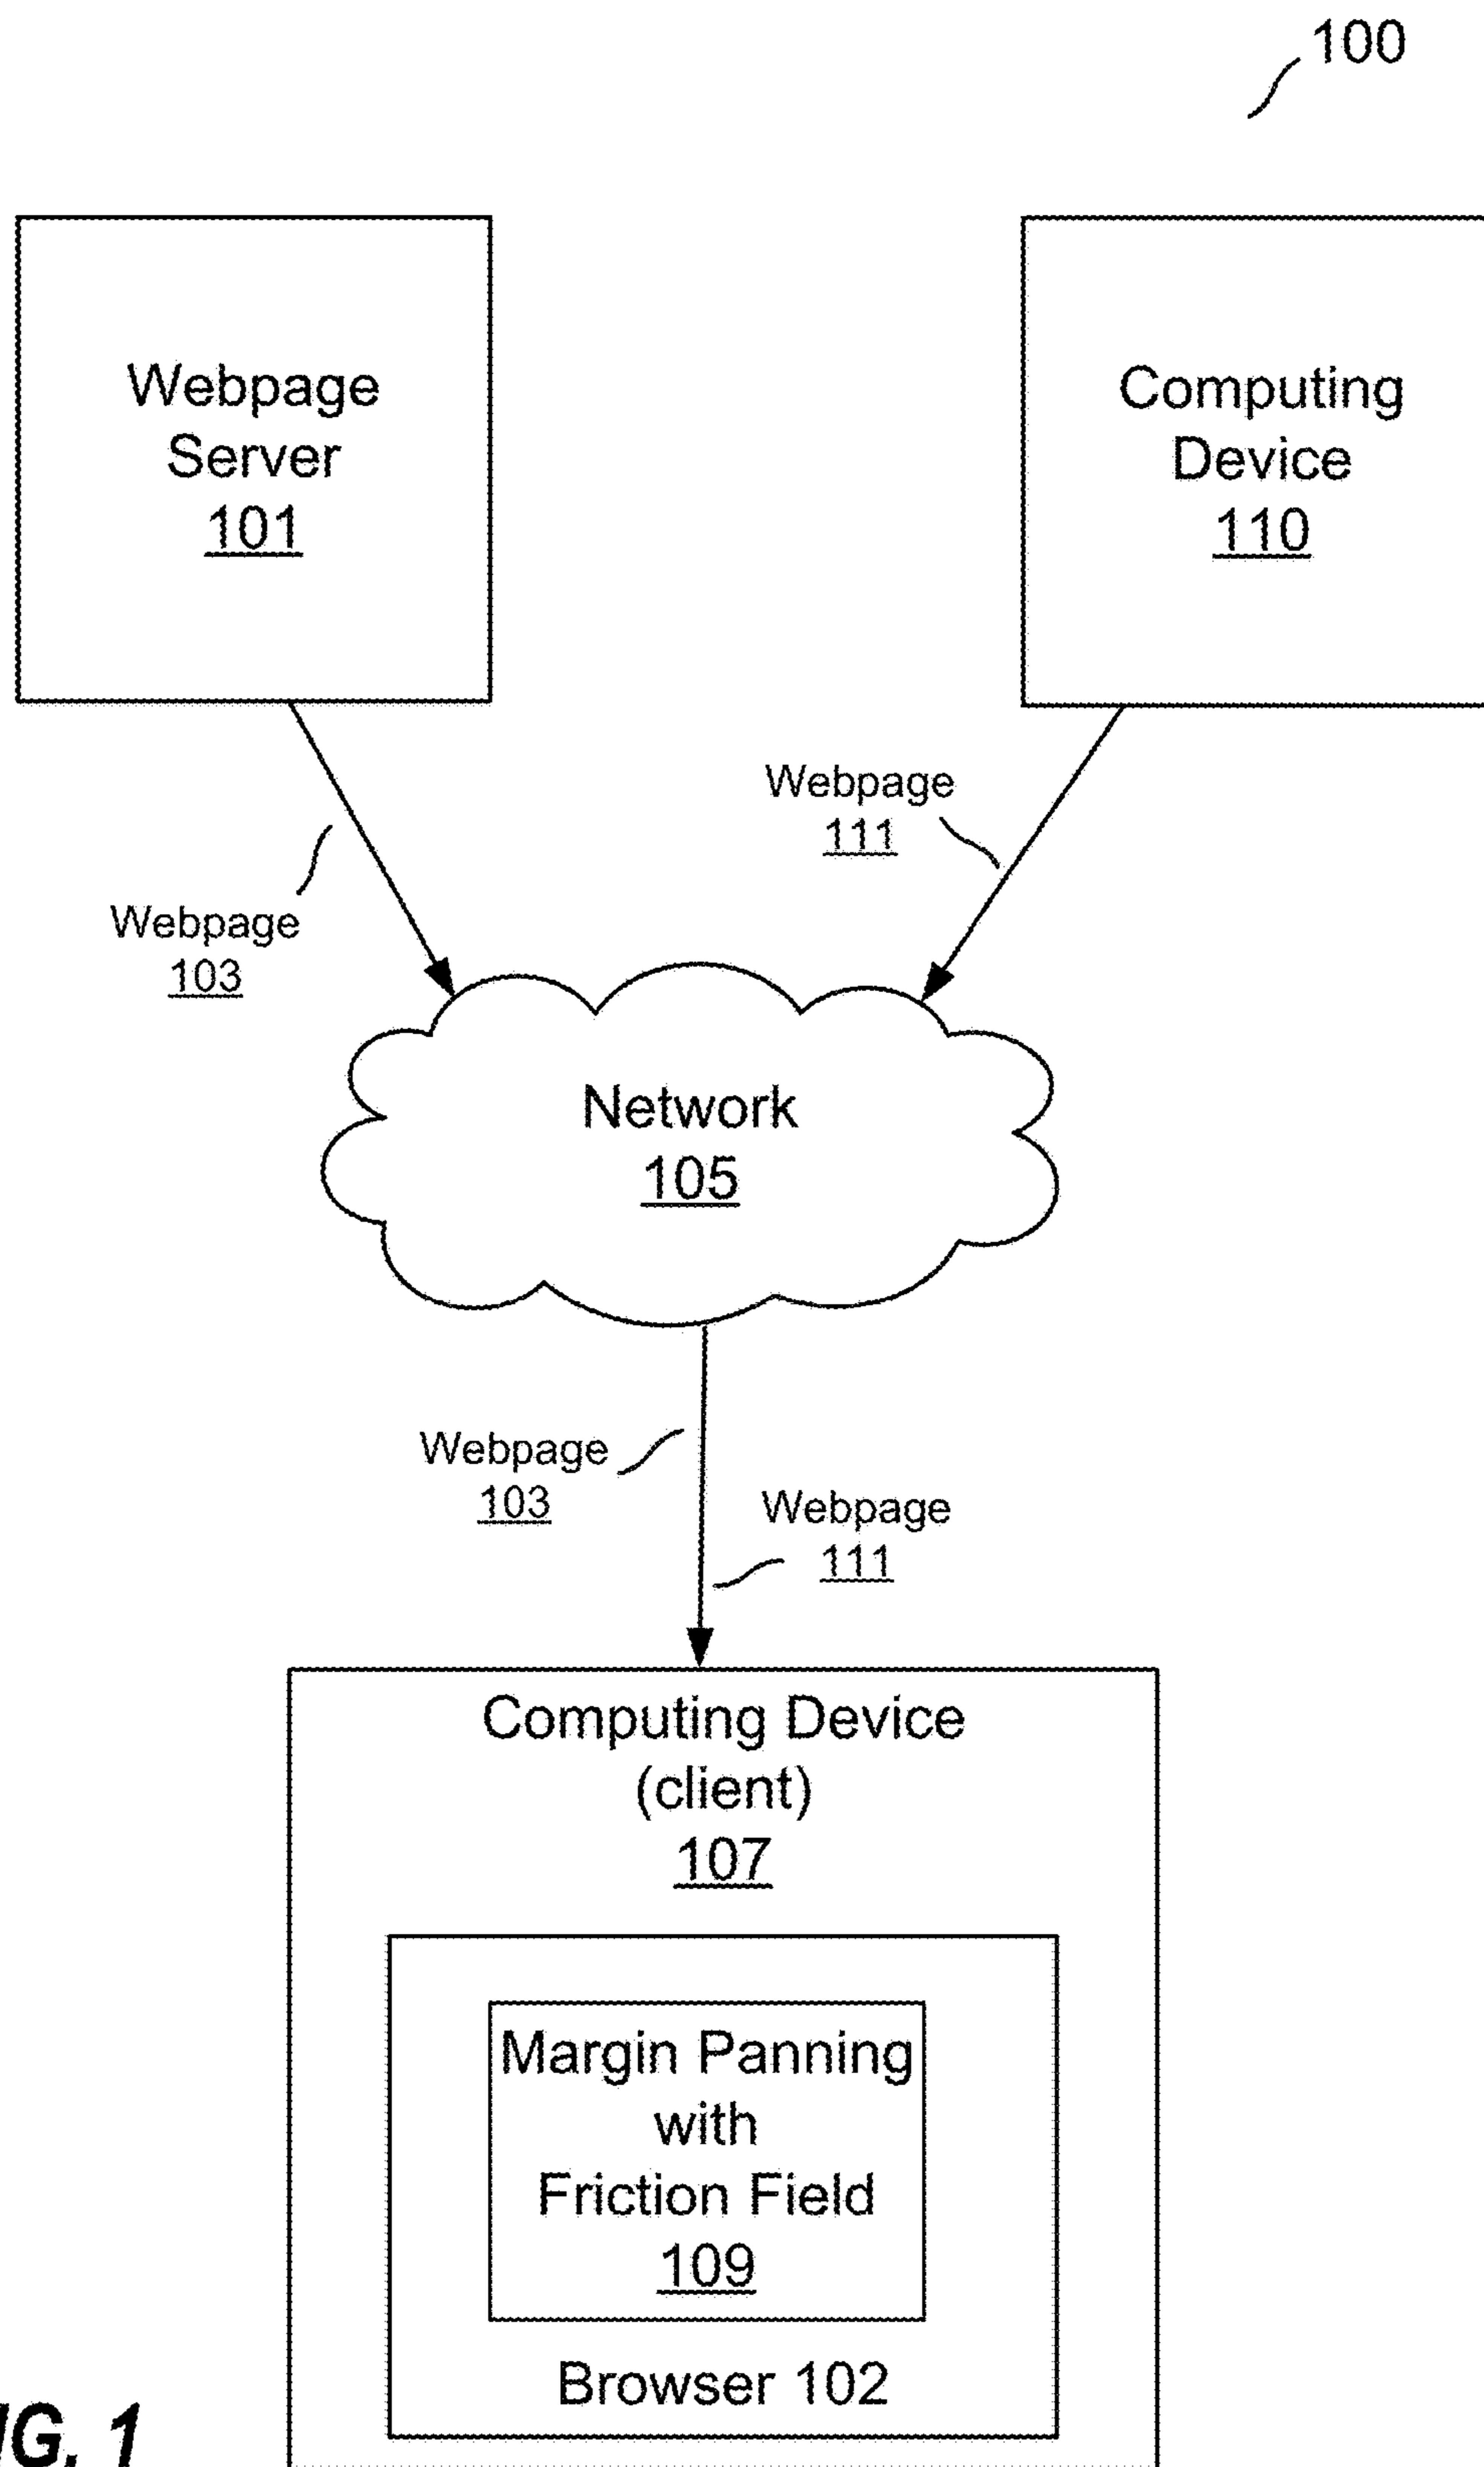 100
Webpage
Server
101
Computing
Device
110
Webpage
111
Webpage
103
Network
105
Webpage
103
Webpage
111
Computing Device
(client)
107
Margin Panning
with
Friction Field
109
Browser 102
IG. 1